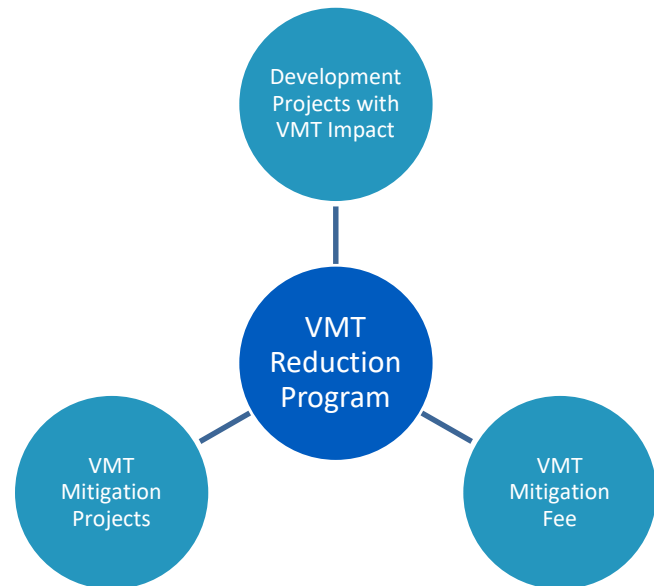 Development
Projects with
VMT Impact
VMT
Reduction
Program
VMT
Mitigation
Projects
VMT
Mitigation
Fee